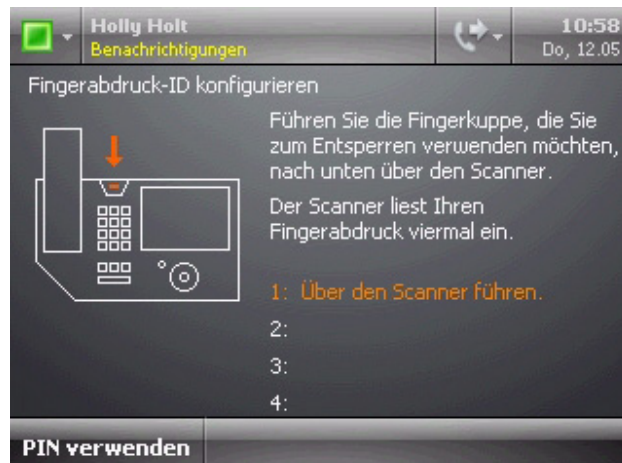 Holly Holt
Benachrichtigungen
10:58
Do, 12.05
Fingerabdruck-ID konfigurieren
Führen Sie die Fingerkuppe, die Sie
zum Entsperren verwenden möchten,
nach unten über den Scanner.
Der Scanner liest Ihren
Fingerabdruck viermal ein.
1: Über den Scanner führen.
2:
3:
4:
PIN verwenden